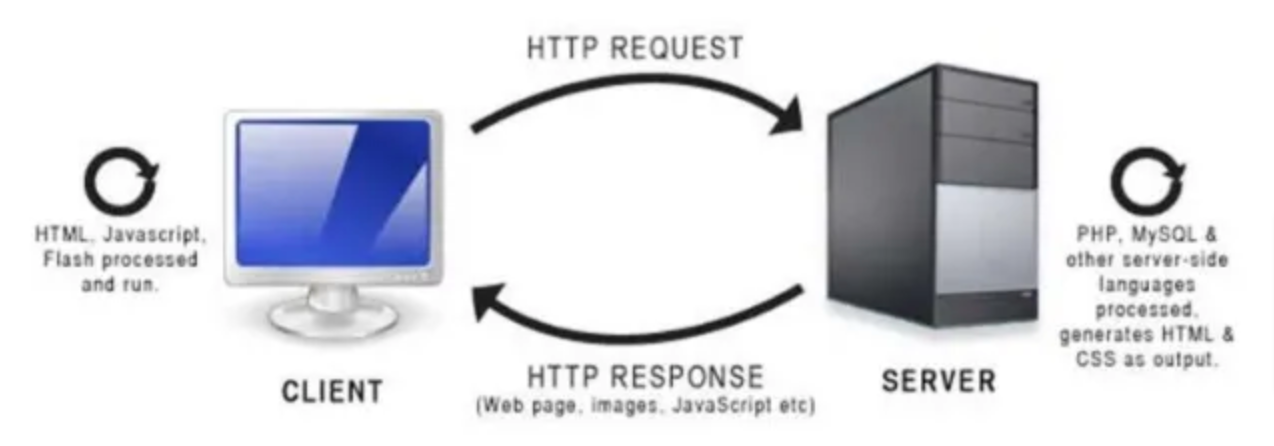 HTTP REQUEST
HTML, Javascript,
Flash processed
and run.
PHP, MySQL &
other server-side
languages
processed,
generates HTML &
CSS as output.
CLIENT
HTTP RESPONSE
(Web page, images, JavaScript etc)
SERVER